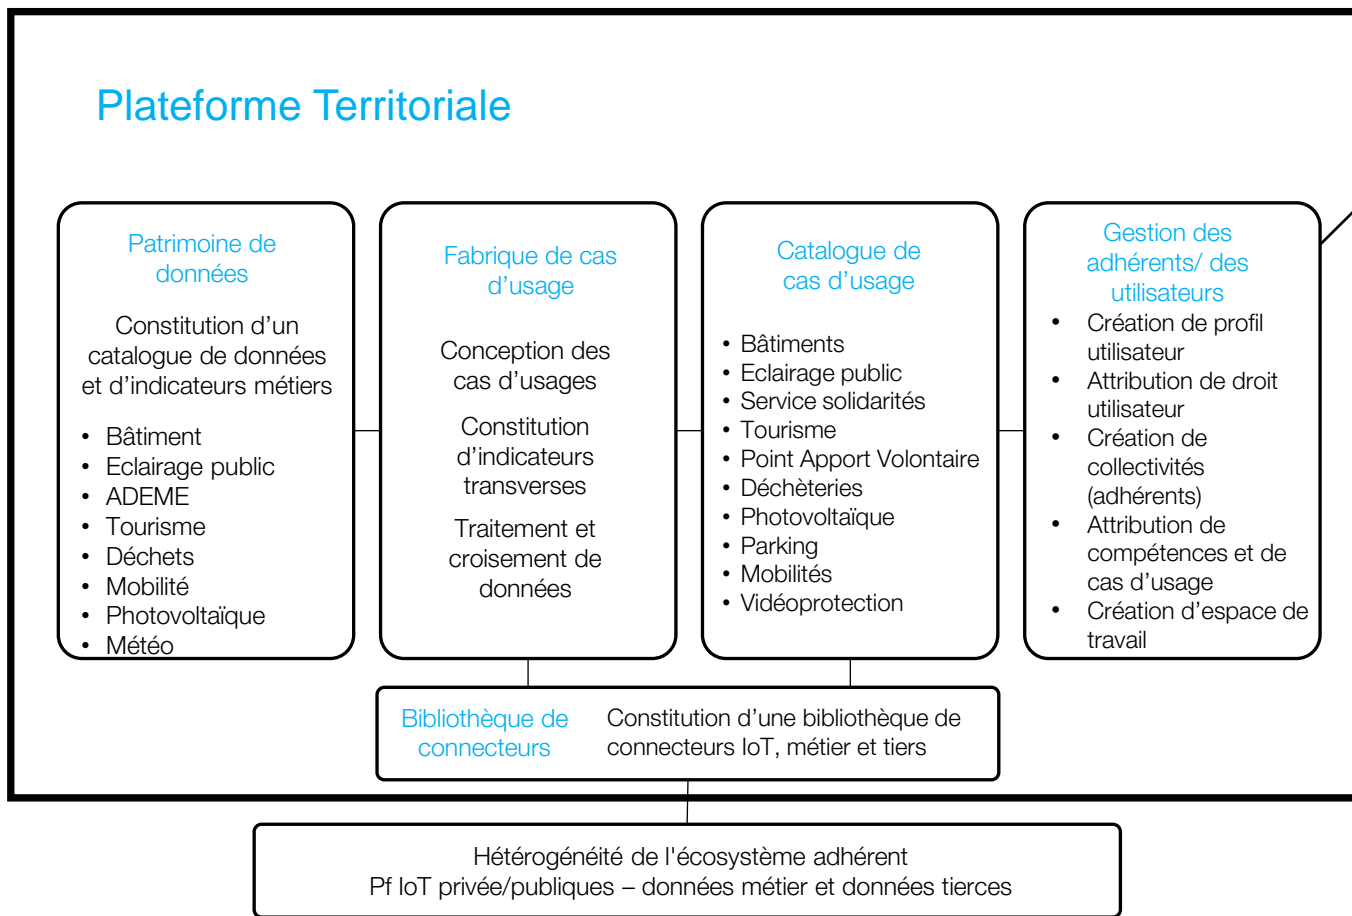 Plateforme Territoriale
Patrimoine de
données
Constitution d’un
catalogue de données
et d’indicateurs métiers
• Bâtiment
• Eclairage public
• ADEME
• Tourisme
• Déchets
• Mobilité
• Photovoltaïque
• Météo
Fabrique de cas
d’usage
Conception des
cas d’usages
Constitution
d’indicateurs
transverses
Traitement et
croisement de
données
Catalogue de
cas d’usage
• Bâtiments
• Eclairage public
• Service solidarités
• Tourisme
• Point Apport Volontaire
• Déchèteries
• Photovoltaïque
• Parking
• Mobilités
• Vidéoprotection
Gestion des
adhérents/ des
utilisateurs
• Création de profil
utilisateur
• Attribution de droit
utilisateur
• Création de
collectivités
(adhérents)
• Attribution de
compétences et de
cas d’usage
• Création d’espace de
travail
Bibliothèque de
connecteurs
Constitution d’une bibliothèque de
connecteurs IoT, métier et tiers
Hétérogénéité de l'écosystème adhérent
Pf IoT privée/publiques – données métier et données tierces